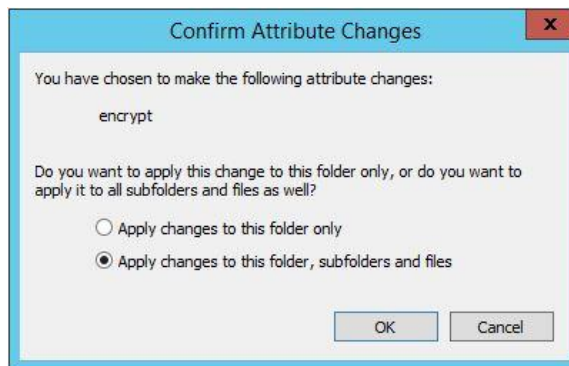 Confirm Attribute Changes
X
You have chosen to make the following attribute changes:
encrypt
Do you want to apply this change to this folder only, or do you want to
apply it to all subfolders and files as well?
Apply changes to this folder only
Apply changes to this folder, subfolders and files
OK
Cancel